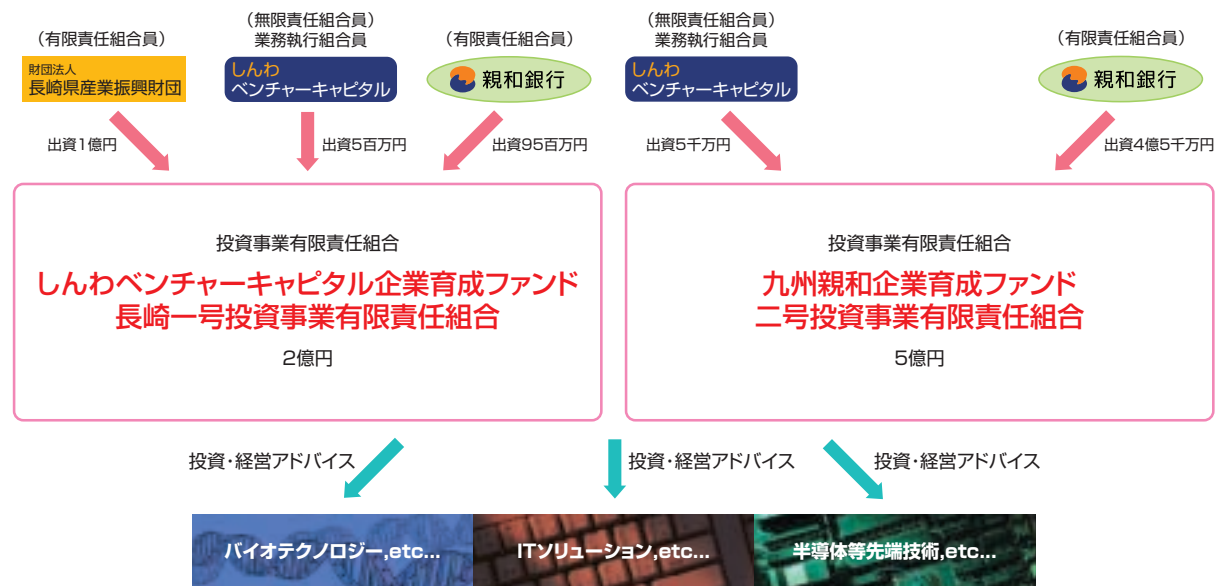 （有限責任組合員）
財団法人
長崎県産業振興財団
出資1億円
（無限責任組合員）
業務執行組合員
しんわ
ベンチャーキャピタル
出資5百万円
（有限責任組合員）
親和銀行
出資95百万円
（無限責任組合員）
業務執行組合員
しんわ
ベンチャーキャピタル
出資5千万円
（有限責任組合員）
親和銀行
出資4億5千万円
投資事業有限責任組合
しんわベンチャーキャピタル企業育成ファンド
長崎一号投資事業有限責任組合
2億円
投資事業有限責任組合
九州親和企業育成ファンド
二号投資事業有限責任組合
5億円
投資・経営アドバイス
投資・経営アドバイス
投資・経営アドバイス
バイオテクノロジー,etc...
ITソリューション,etc...
半導体等先端技術,etc...